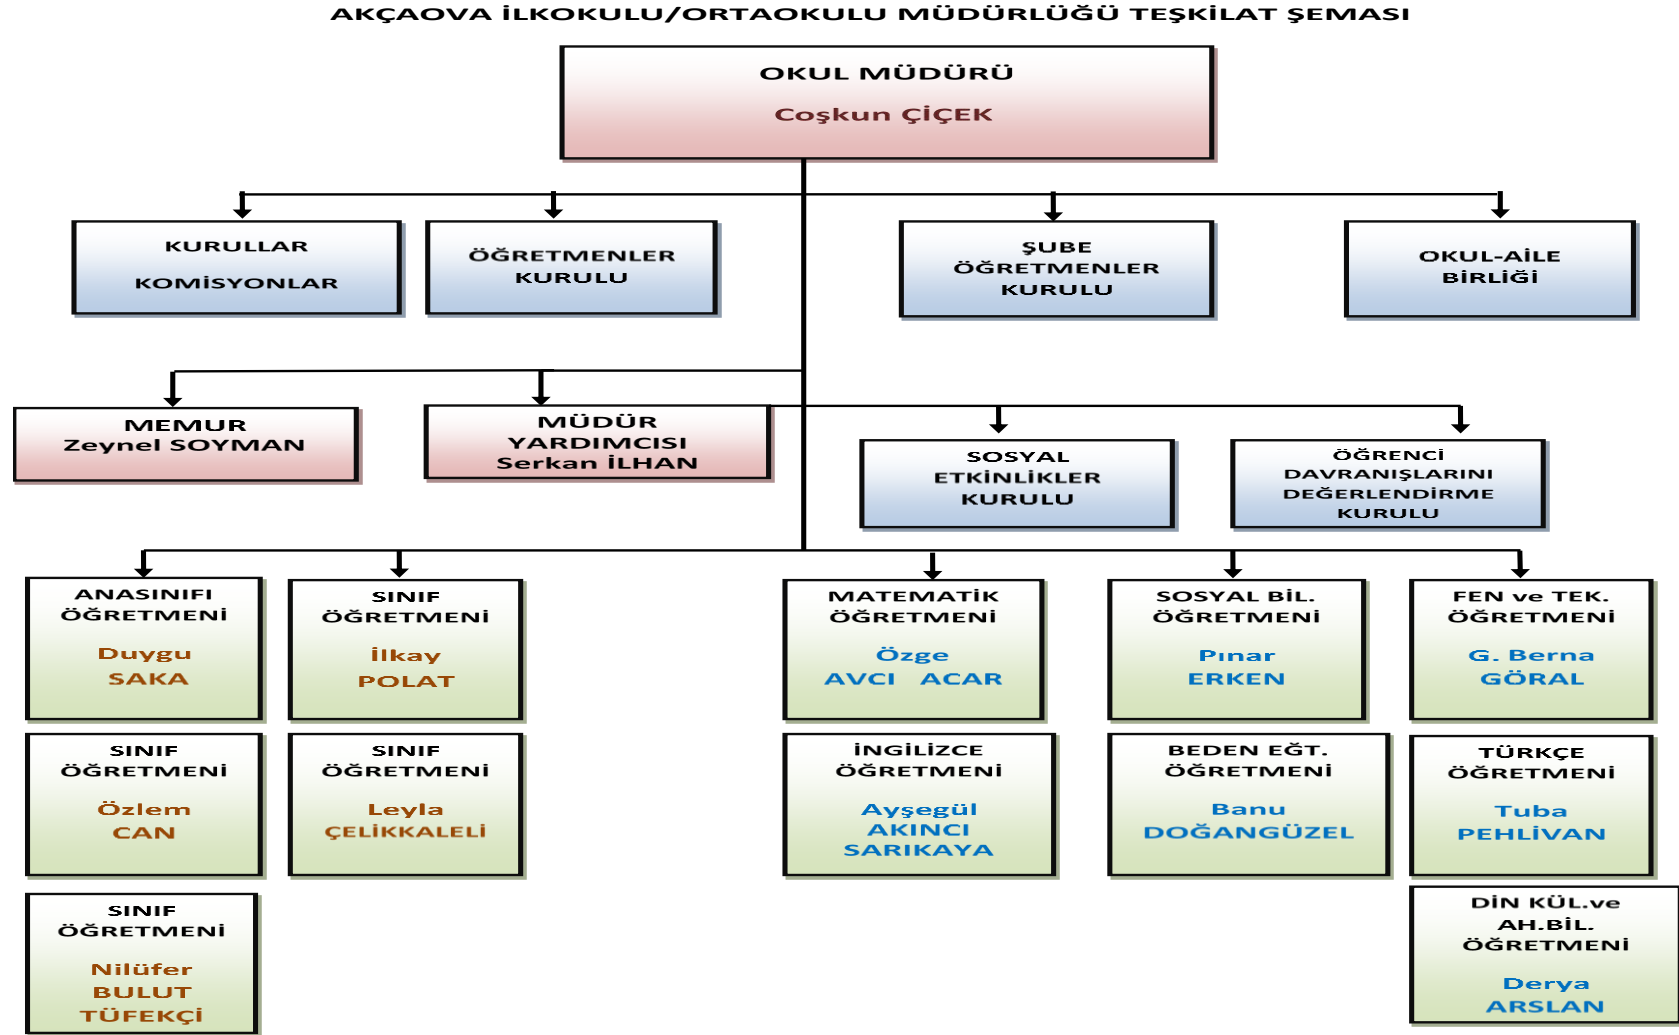 AKÇAOVA İLKOKULU/ORTAOKULU MÜDÜRLÜĞÜ TEŞKİLAT ŞEMASI
OKUL MÜDÜRÜ
Coşkun ÇİÇEK
KURULLAR
KOMİSYONLAR
ÖĞRETMENLER
KURULU
ŞUBE
ÖĞRETMENLER
KURULU
OKUL-AİLE
BİRLİĞİ
MEMUR
Zeynel SOYMAN
MÜDÜR
YARDIMCISI
Serkan İLHAN
SOSYAL
ETKİNLİKLER
KURULU
ÖĞRENCİ
DAVRANIŞLARINI
DEĞERLENDİRME
KURULU
ANASINIFI
ÖĞRETMENİ
Duygu
SAKA
SINIF
ÖĞRETMENİ
İlkay
POLAT
MATEMATİK
ÖĞRETMENİ
Özge
AVCI ACAR
SOSYAL BİL.
ÖĞRETMENİ
Pınar
ERKEN
FEN ve TEK.
ÖĞRETMENİ
G. Berna
GÖRAL
SINIF
ÖĞRETMENİ
Özlem
CAN
SINIF
ÖĞRETMENİ
Leyla
ÇELİKKALELİ
İNGİLİZCE
ÖĞRETMENİ
Ayşegül
AKINCI
SARIKAYA
BEDEN EĞT.
ÖĞRETMENİ
Banu
DOĞANGÜZEL
TÜRKÇE
ÖĞRETMENİ
Tuba
PEHLİVAN
SINIF
ÖĞRETMENİ
Nilüfer
BULUT
TÜFEKÇİ
DİN KÜL.ve
AH.BİL.
ÖĞRETMENİ
Derya
ARSLAN